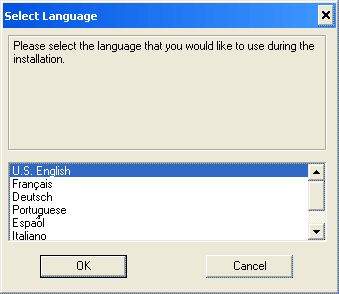 Select Language
Please select the language that you would like to use during the
installation.
U.S. English
Français
Deutsch
Portuguese
Español
Italiano
OK
Cancel